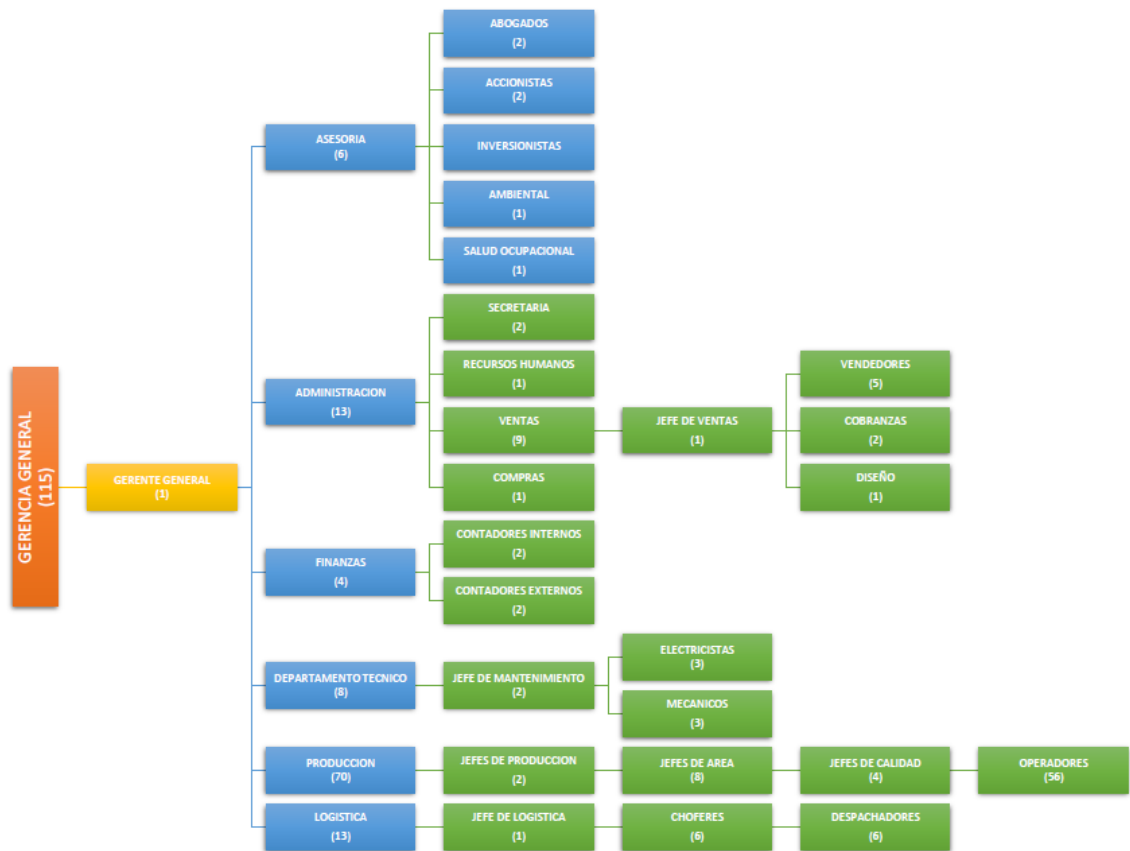 GERENCIA GENERAL
(115)
GERENTE GENERAL
(1)
ASESORIA
(6)
ABOGADOS
(2)
ACCIONISTAS
(2)
INVERSIONISTAS
AMBIENTAL
(1)
SALUD OCUPACIONAL
(1)
ADMINISTRACION
(13)
SECRETARIA
(2)
RECURSOS HUMANOS
(1)
VENTAS
(9)
JEFE DE VENTAS
(1)
VENDEDORES
(5)
COBRANZAS
(2)
DISEÑO
(1)
COMPRAS
(1)
FINANZAS
(4)
CONTADORES INTERNOS
(2)
CONTADORES EXTERNOS
(2)
DEPARTAMENTO TECNICO
(8)
JEFE DE MANTENIMIENTO
(2)
ELECTRICISTAS
(3)
MECANICOS
(3)
PRODUCCION
(70)
JEFES DE PRODUCCION
(2)
JEFES DE AREA
(8)
JEFES DE CALIDAD
(4)
OPERADORES
(56)
LOGISTICA
(13)
JEFE DE LOGISTICA
(1)
CHOFERES
(6)
DESPACHADORES
(6)